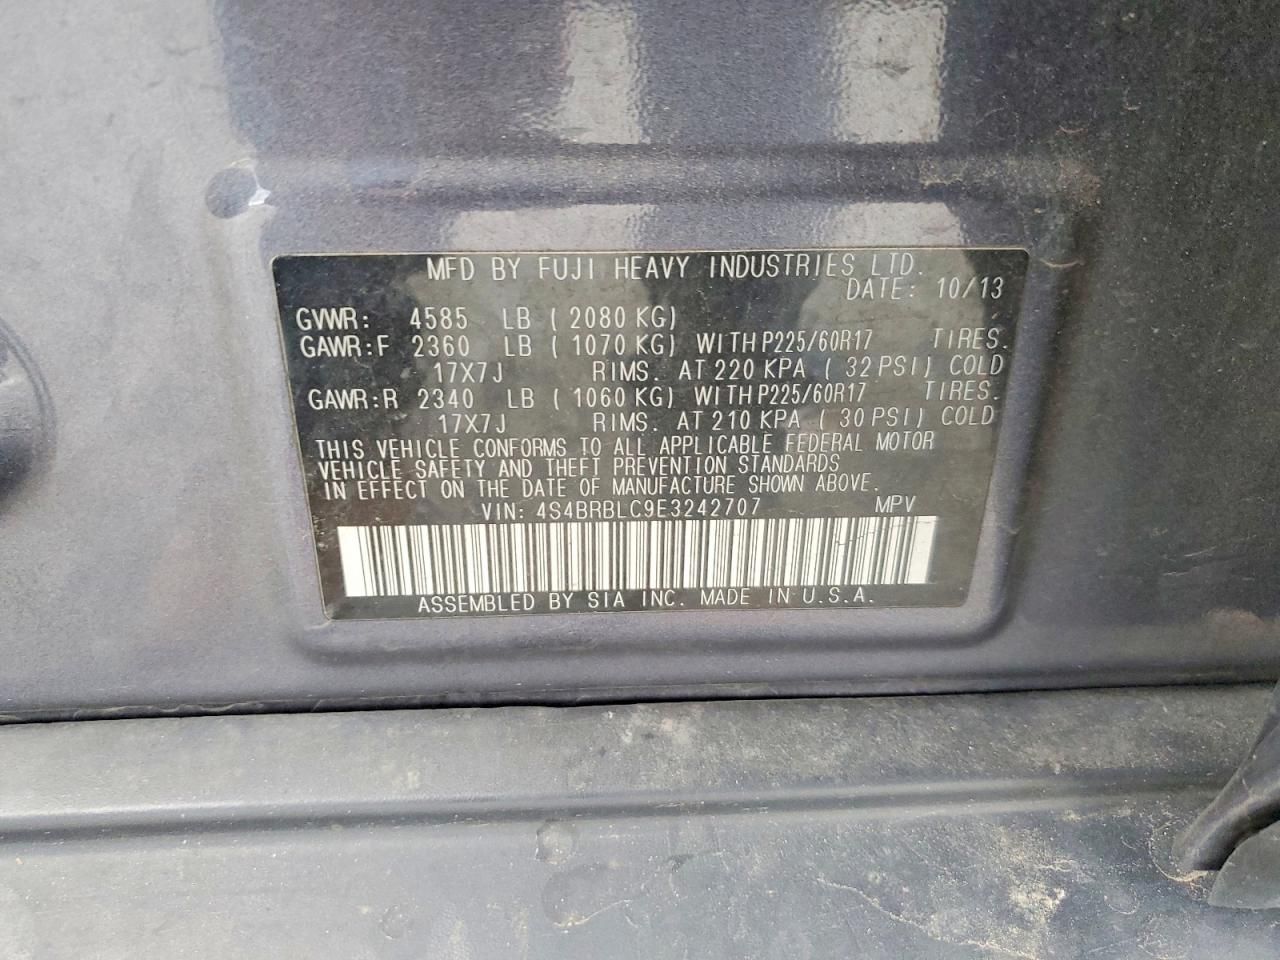 MFD BY FUJI HEAVY INDUSTRIES LTD.
DATE: 10/13
GVWR: 4585 LB ( 2080 KG)
GAWR:F 2360 LB ( 1070 KG) WITH P225/60R17 TIRES.
17X7J RIMS. AT 220 KPA ( 32 PSI) COLD
GAWR:R 2340 LB ( 1060 KG) WITH P225/60R17 TIRES.
17X7J RIMS. AT 210 KPA ( 30 PSI) COLD
THIS VEHICLE CONFORMS TO ALL APPLICABLE FEDERAL MOTOR
VEHICLE SAFETY AND THEFT PREVENTION STANDARDS
IN EFFECT ON THE DATE OF MANUFACTURE SHOWN ABOVE.
VIN: 4S4BRBLC9E3242707 MPV
ASSEMBLED BY SIA INC. MADE IN U.S.A.